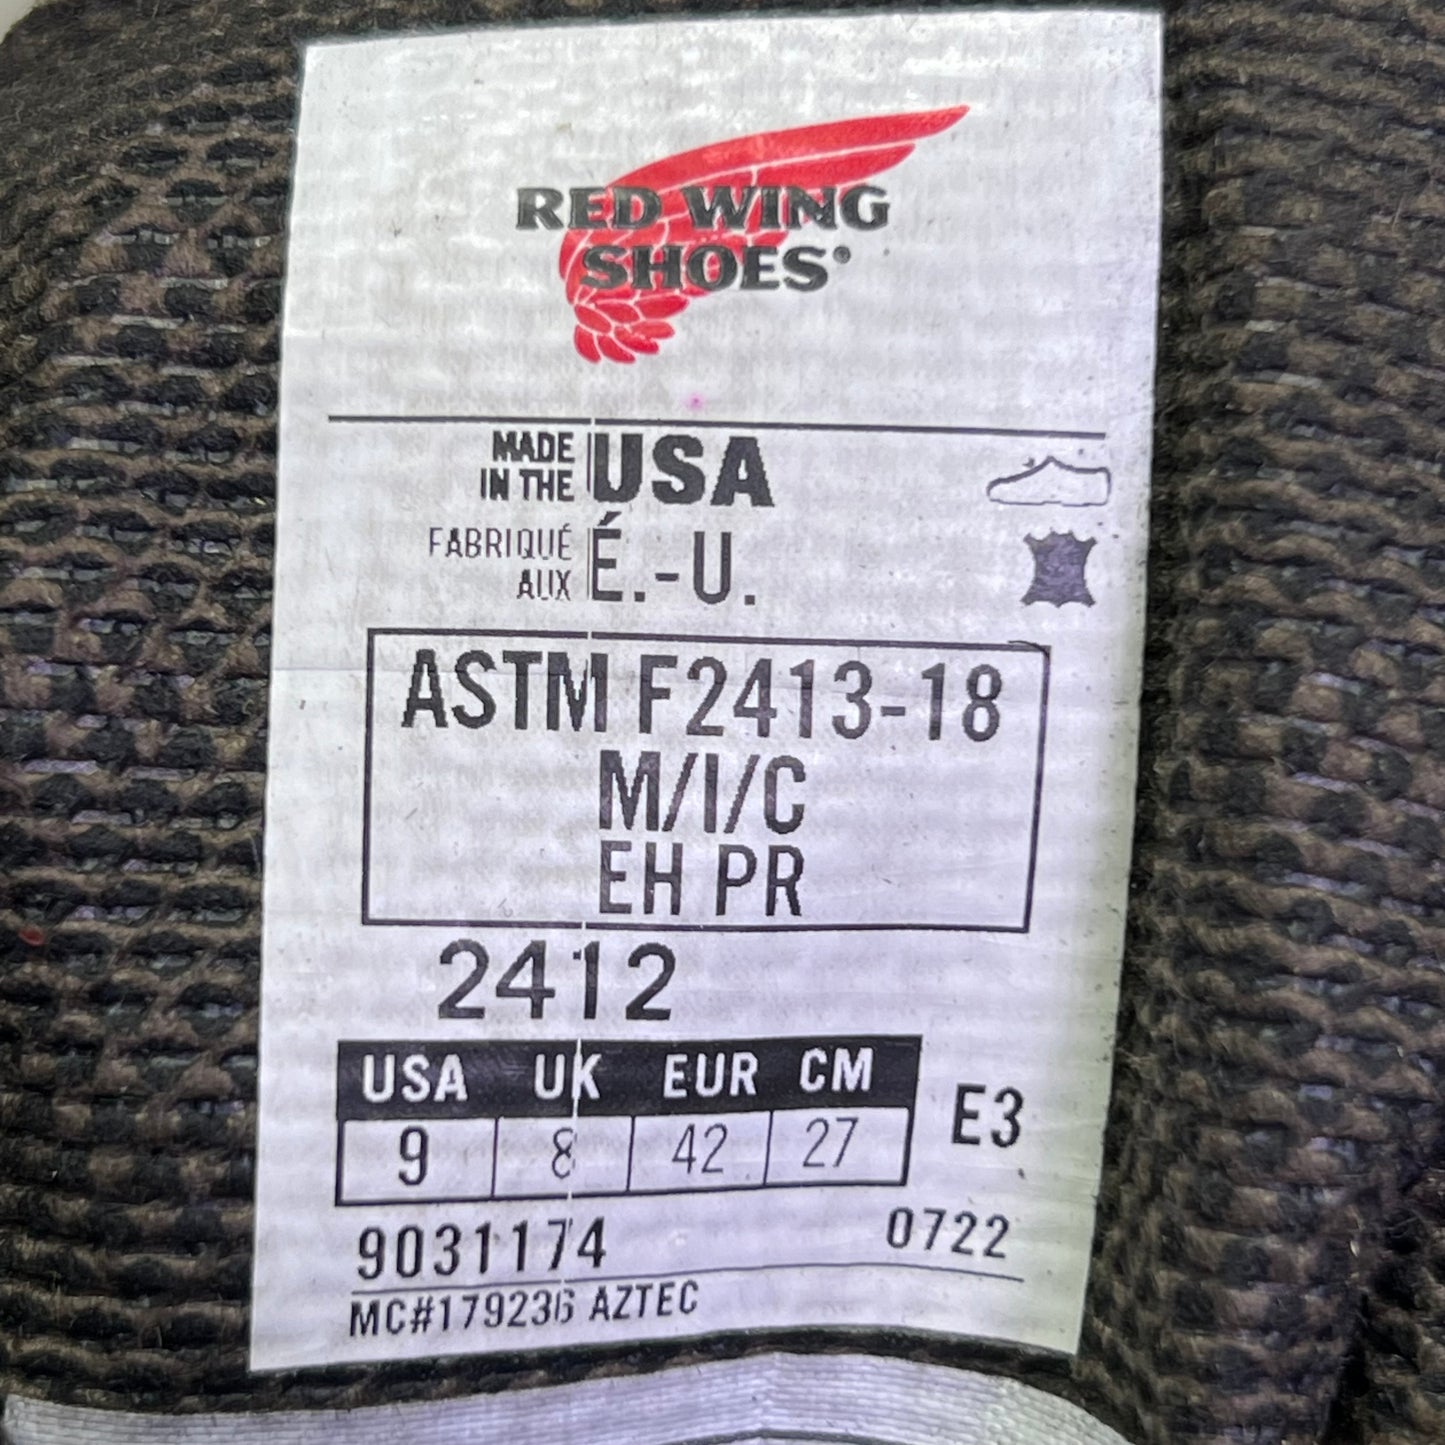 RED WING
SHOES®
MADE IN THE USA
FABRIQUÉ AUX É.-U.
ASTM F2413-18
M/I/C
EH PR
2412
USA UK EUR CM
9 8 42 27 E3
9031174 0722
MC#179236 AZTEC